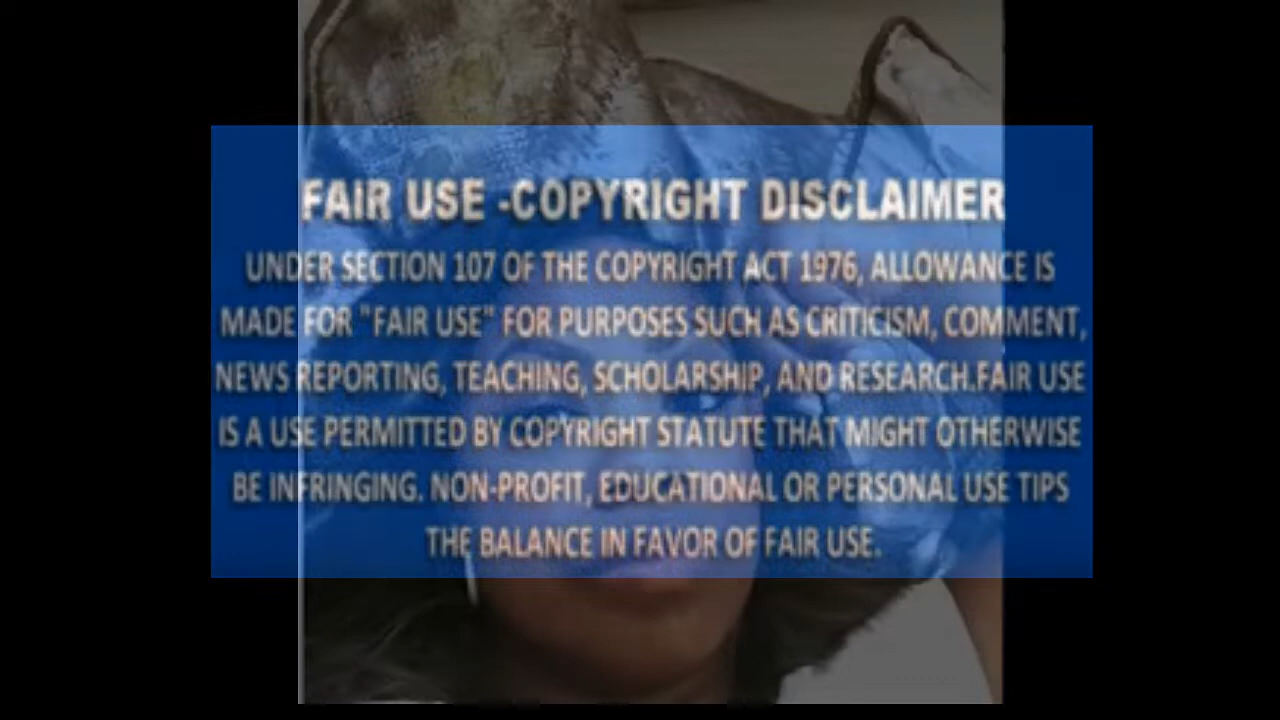 FAIR USE -COPYRIGHT DISCLAIMER
UNDER SECTION 107 OF THE COPYRIGHT ACT 1976, ALLOWANCE IS
MADE FOR "FAIR USE" FOR PURPOSES SUCH AS CRITICISM, COMMENT,
NEWS REPORTING, TEACHING, SCHOLARSHIP, AND RESEARCH.FAIR USE
IS A USE PERMITTED BY COPYRIGHT STATUTE THAT MIGHT OTHERWISE
BE INFRINGING. NON-PROFIT, EDUCATIONAL OR PERSONAL USE TIPS
THE BALANCE IN FAVOR OF FAIR USE.